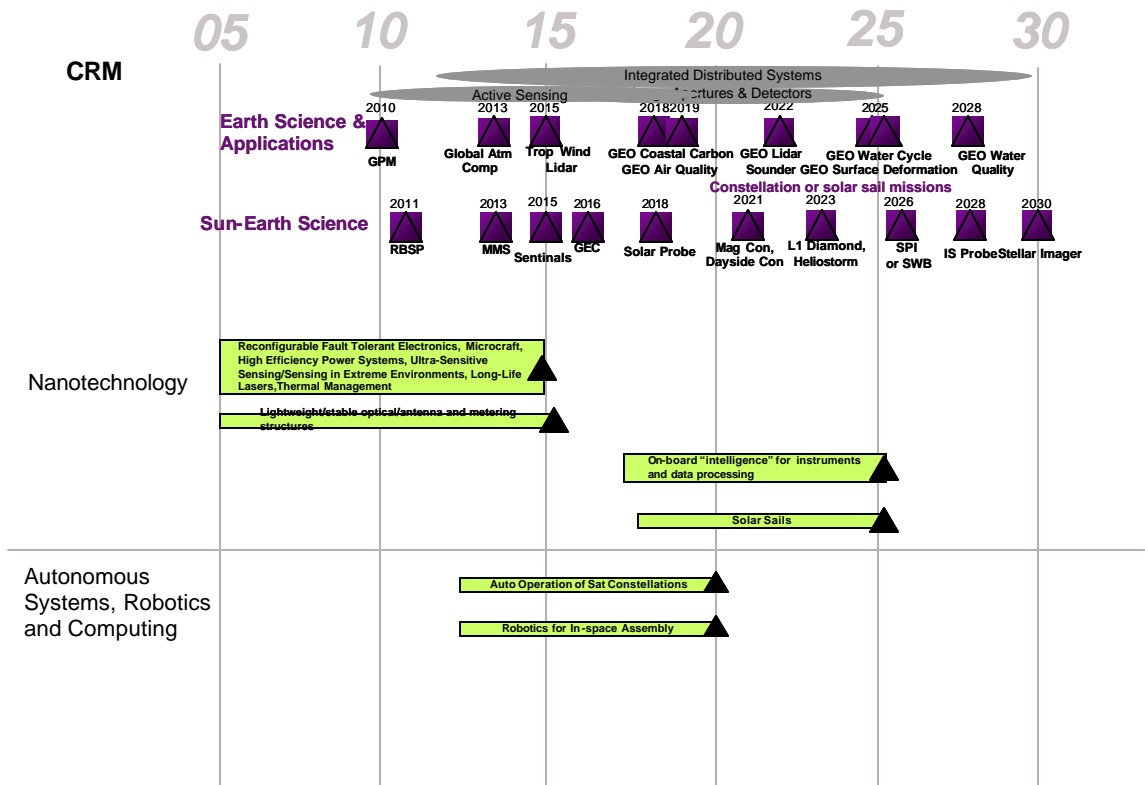 05 10 15 20 25 30
CRM
Integrated Distributed Systems
Active Sensing
Apertures & Detectors
Earth Science &
Applications
2010
GPM
2013
Global Atm
Comp
2015
Trop Wind
Lidar
2018
2019
GEO Coastal Carbon
GEO Air Quality
2022
GEO Lidar
Sounder
2025
GEO Water Cycle
GEO Surface Deformation
2028
GEO Water
Quality
Constellation or solar sail missions
Sun-Earth Science
2011
RBSP
2013
MMS
2015
Sentinals
2016
GEC
2018
Solar Probe
2021
Mag Con,
Dayside Con
2023
L1 Diamond,
Heliostorm
2026
SPI
or SWB
2028
IS Probe
2030
Stellar Imager
Nanotechnology
Reconfigurable Fault Tolerant Electronics, Microcraft,
High Efficiency Power Systems, Ultra-Sensitive
Sensing/Sensing in Extreme Environments, Long-Life
Lasers,Thermal Management
Lightweight/stable optical/antenna and metering
structures
On-board “intelligence” for instruments
and data processing
Solar Sails
Autonomous
Systems, Robotics
and Computing
Auto Operation of Sat Constellations
Robotics for In-space Assembly